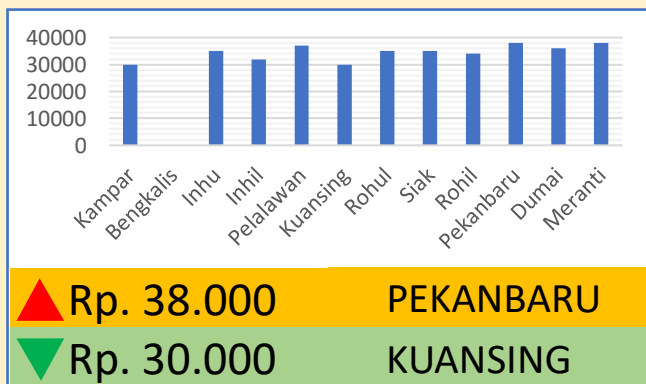 40000
30000
20000
10000
0
Kampar
Bengkalis
Inhu
Inhil
Pelalawan
Kuansing
Rohul
Siak
Rohil
Pekanbaru
Dumai
Meranti
Rp. 38.000 PEKANBARU
Rp. 30.000 KUANSING